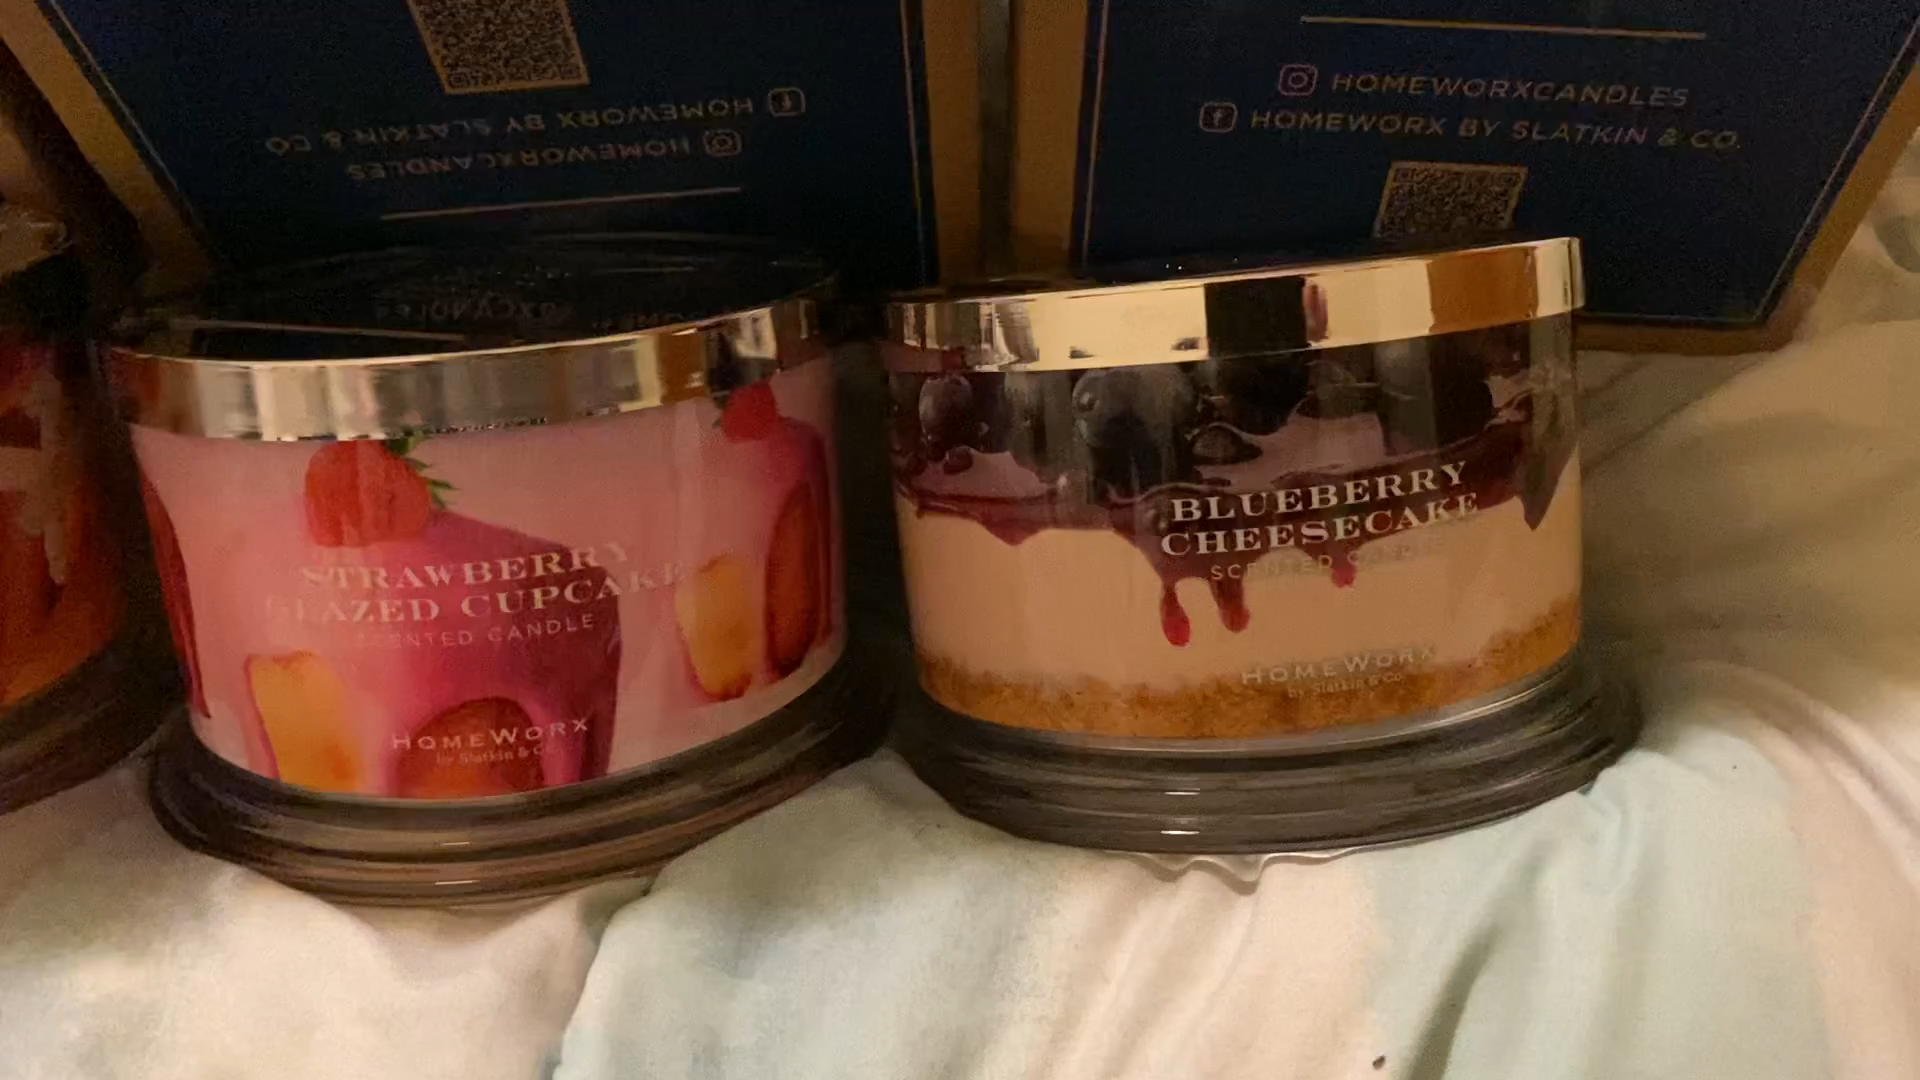 HOMEWORX BY SLATKIN & CO
HOMEWORXCANDLES
HOMEWORXCANDLES
HOMEWORX BY SLATKIN & CO.
STRAWBERRY
GLAZED CUPCAKE
SCENTED CANDLE
HOMEWORX
by Slatkin & Co.
BLUEBERRY
CHEESECAKE
SCENTED CANDLE
HOMEWORX
by Slatkin & Co.